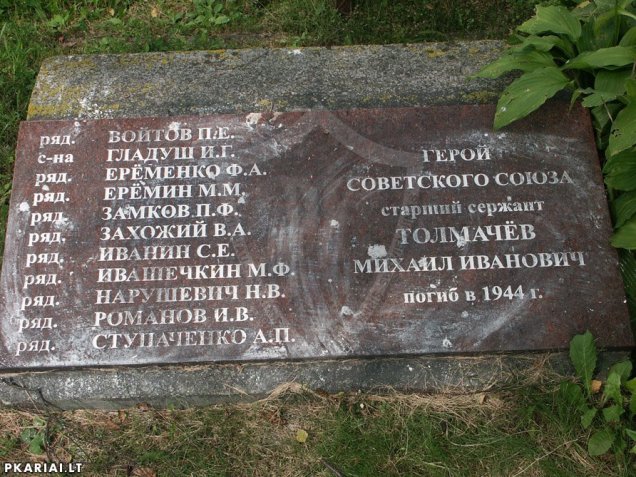 ряд. ВОЙТОВ П.Е.
с-на ГЛАДУШ И.Г.
ряд. ЕРЁМЕНКО Ф.А.
ряд. ЕРЁМИН М.М.
ряд. ЗАМКОВ П.Ф.
ряд. ЗАХОЖИЙ В.А.
ряд. ИВАНИН С.Е.
ряд. ИВАШЕЧКИН М.Ф.
ряд. НАРУШЕВИЧ Н.В.
ряд. РОМАНОВ И.В.
ряд. СТУПАЧЕНКО А.П.
ГЕРОЙ
СОВЕТСКОГО СОЮЗА
старший сержант
ТОЛМАЧЁВ
МИХАИЛ ИВАНОВИЧ
погиб в 1944 г.
PKARIAI.LT